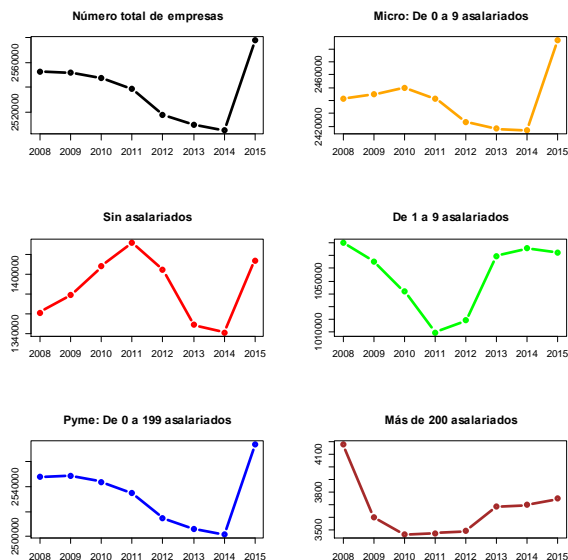 Número total de empresas
2560000
2520000
2008 2009 2010 2011 2012 2013 2014 2015
Micro: De 0 a 9 asalariados
2460000
2420000
2008 2009 2010 2011 2012 2013 2014 2015
Sin asalariados
1400000
1340000
2008 2009 2010 2011 2012 2013 2014 2015
De 1 a 9 asalariados
1050000
1010000
2008 2009 2010 2011 2012 2013 2014 2015
Pyme: De 0 a 199 asalariados
2540000
2500000
2008 2009 2010 2011 2012 2013 2014 2015
Más de 200 asalariados
4100
3800
3500
2008 2009 2010 2011 2012 2013 2014 2015